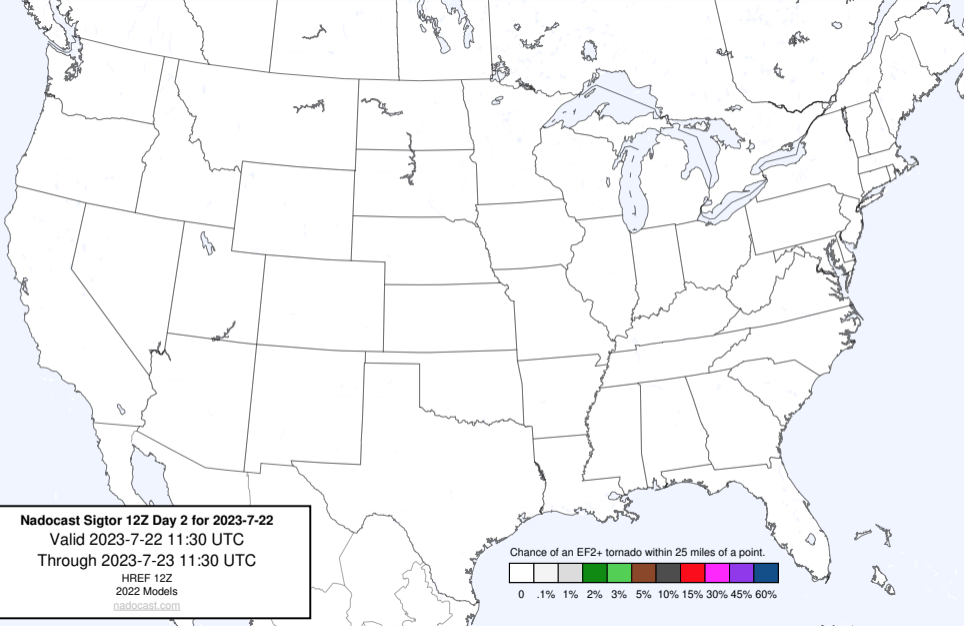 Nadocast Sigtor 12Z Day 2 for 2023-7-22
Valid 2023-7-22 11:30 UTC
Through 2023-7-23 11:30 UTC
HREF 12Z
2022 Models
nadocast.com
Chance of an EF2+ tornado within 25 miles of a point.
0 .1% 1% 2% 3% 5% 10% 15% 30% 45% 60%